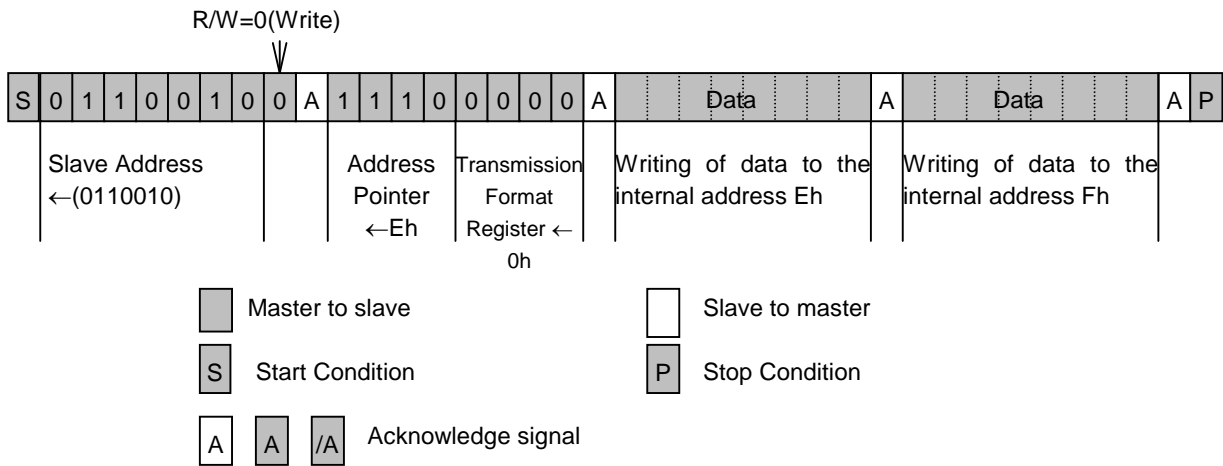 R/W=0(Write)
S 0 1 1 0 0 1 0 0 A 1 1 1 0 0 0 0 0 A Data A Data A P
Slave Address
←(0110010)
Address
Pointer
←Eh
Transmission
Format
Register ←
0h
Writing of data to the
internal address Eh
Writing of data to the
internal address Fh
Master to slave
Slave to master
S Start Condition
P Stop Condition
A A /A Acknowledge signal